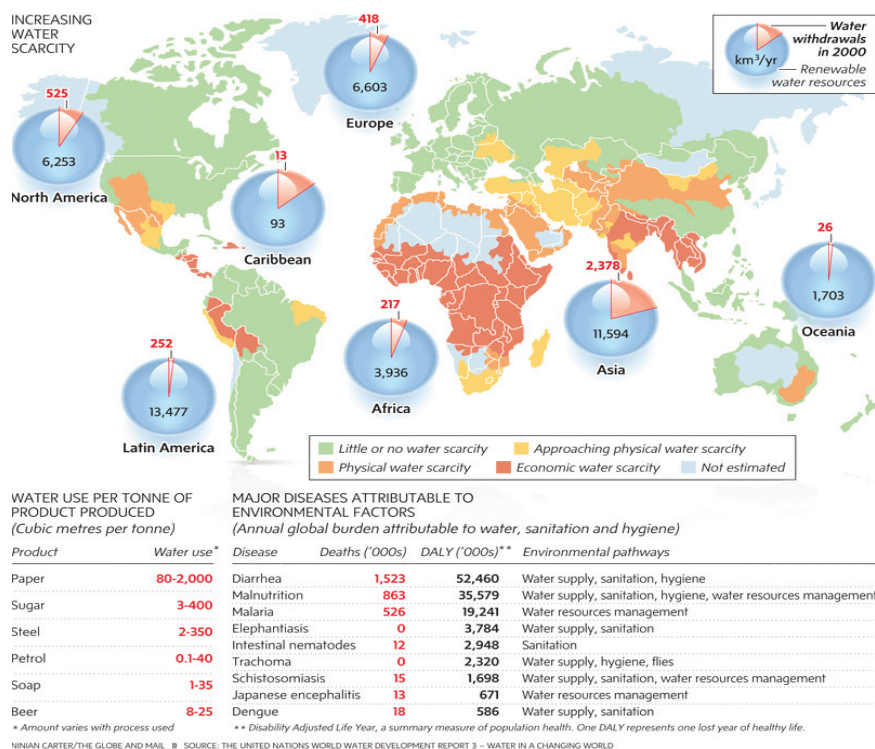 INCREASING
WATER
SCARCITY
418
6,603
Europe
Water
withdrawals
in 2000
km³/yr
Renewable
water resources
525
6,253
North America
13
93
Caribbean
26
1,703
Oceania
2,378
11,594
Asia
217
3,936
Africa
252
13,477
Latin America
Little or no water scarcity
Approaching physical water scarcity
Physical water scarcity
Economic water scarcity
Not estimated
WATER USE PER TONNE OF
PRODUCT PRODUCED
(Cubic metres per tonne)
Product Water use*
Paper 80-2,000
Sugar 3-400
Steel 2-350
Petrol 0.1-40
Soap 1-35
Beer 8-25
* Amount varies with process used
MAJOR DISEASES ATTRIBUTABLE TO
ENVIRONMENTAL FACTORS
(Annual global burden attributable to water, sanitation and hygiene)
Disease Deaths ('000s) DALY ('000s)** Environmental pathways
Diarrhea 1,523 52,460 Water supply, sanitation, hygiene
Malnutrition 863 35,579 Water supply, sanitation, hygiene, water resources management
Malaria 526 19,241 Water resources management
Elephantiasis 0 3,784 Water supply, sanitation
Intestinal nematodes 12 2,948 Sanitation
Trachoma 0 2,320 Water supply, hygiene, flies
Schistosomiosis 15 1,698 Water supply, sanitation, water resources management
Japanese encephalitis 13 671 Water resources management
Dengue 18 586 Water supply, sanitation
** Disability Adjusted Life Year, a summary measure of population health. One DALY represents one lost year of healthy life.
NINIAN CARTER/THE GLOBE AND MAIL » SOURCE: THE UNITED NATIONS WORLD WATER DEVELOPMENT REPORT 3 – WATER IN A CHANGING WORLD